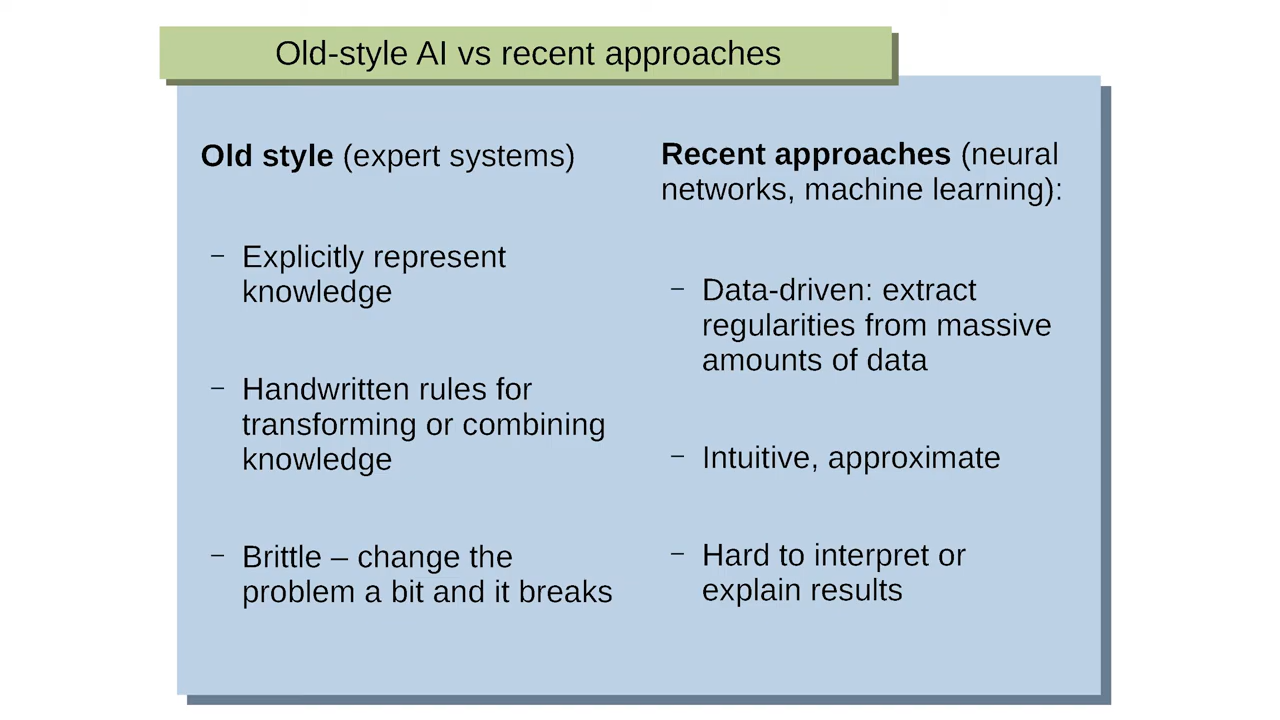 Old-style AI vs recent approaches
Old style (expert systems)
– Explicitly represent
knowledge
– Handwritten rules for
transforming or combining
knowledge
– Brittle – change the
problem a bit and it breaks
Recent approaches (neural
networks, machine learning):
– Data-driven: extract
regularities from massive
amounts of data
– Intuitive, approximate
– Hard to interpret or
explain results